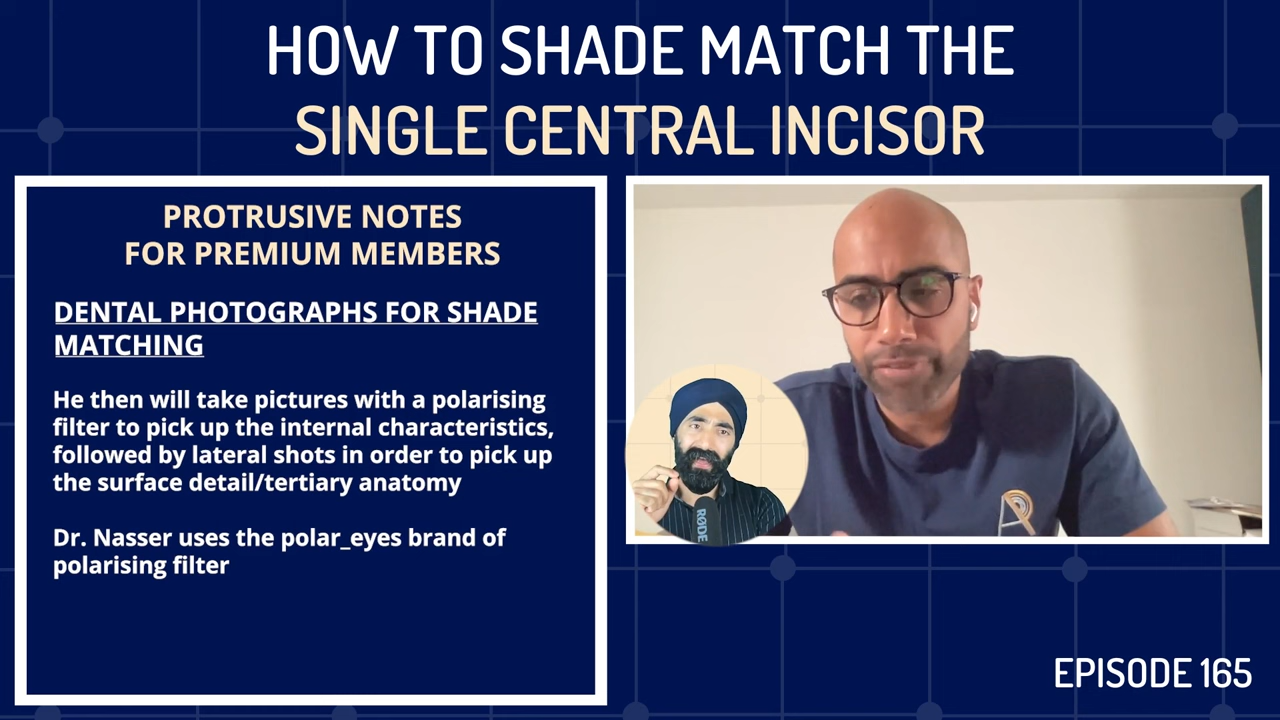 HOW TO SHADE MATCH THE
SINGLE CENTRAL INCISOR
PROTRUSIVE NOTES
FOR PREMIUM MEMBERS
DENTAL PHOTOGRAPHS FOR SHADE
MATCHING
He then will take pictures with a polarising
filter to pick up the internal characteristics,
followed by lateral shots in order to pick up
the surface detail/tertiary anatomy
Dr. Nasser uses the polar_eyes brand of
polarising filter
RØDE
EPISODE 165